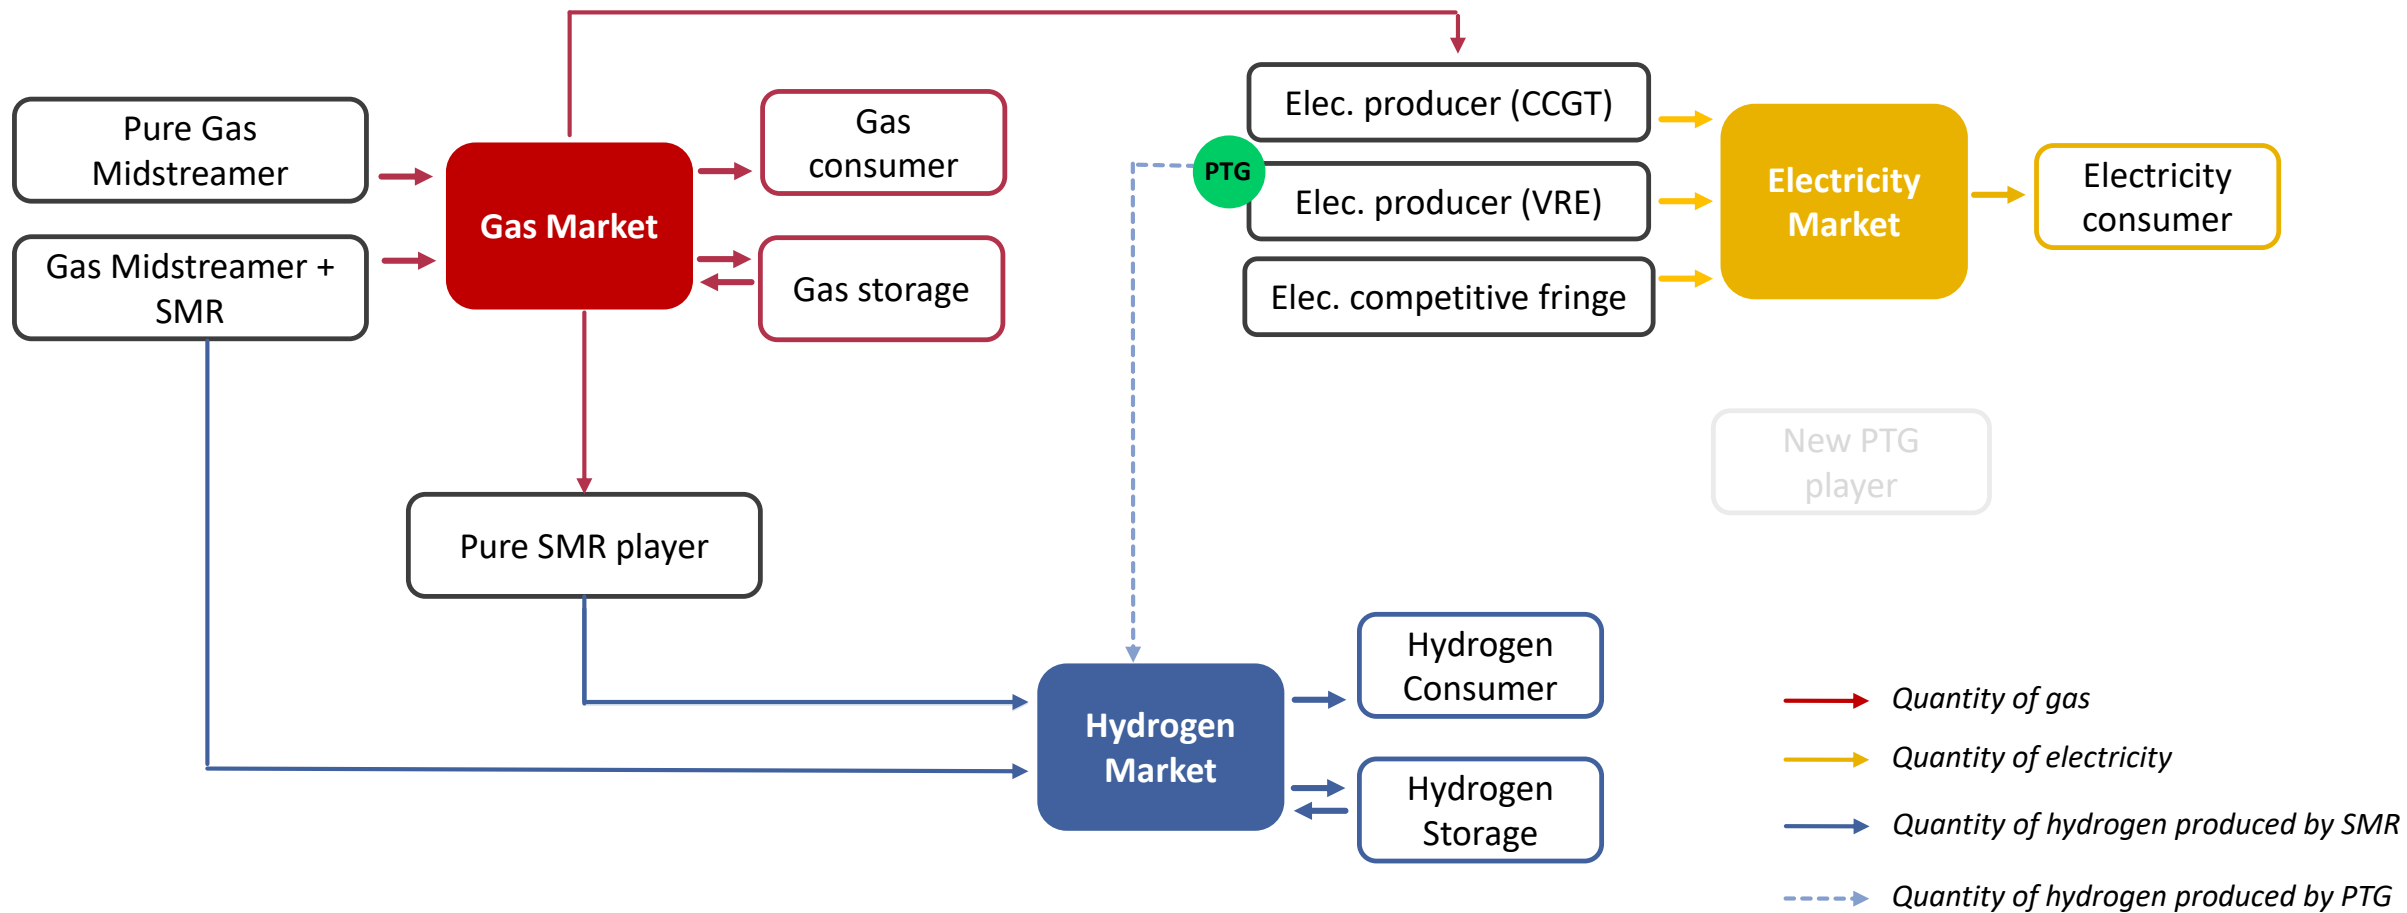 Pure Gas
Midstreamer
Gas Midstreamer +
SMR
Gas Market
Gas
consumer
Gas storage
Pure SMR player
PTG
Elec. producer (CCGT)
Elec. producer (VRE)
Elec. competitive fringe
Electricity
Market
Electricity
consumer
New PTG
player
Hydrogen
Market
Hydrogen
Consumer
Hydrogen
Storage
Quantity of gas
Quantity of electricity
Quantity of hydrogen produced by SMR
Quantity of hydrogen produced by PTG